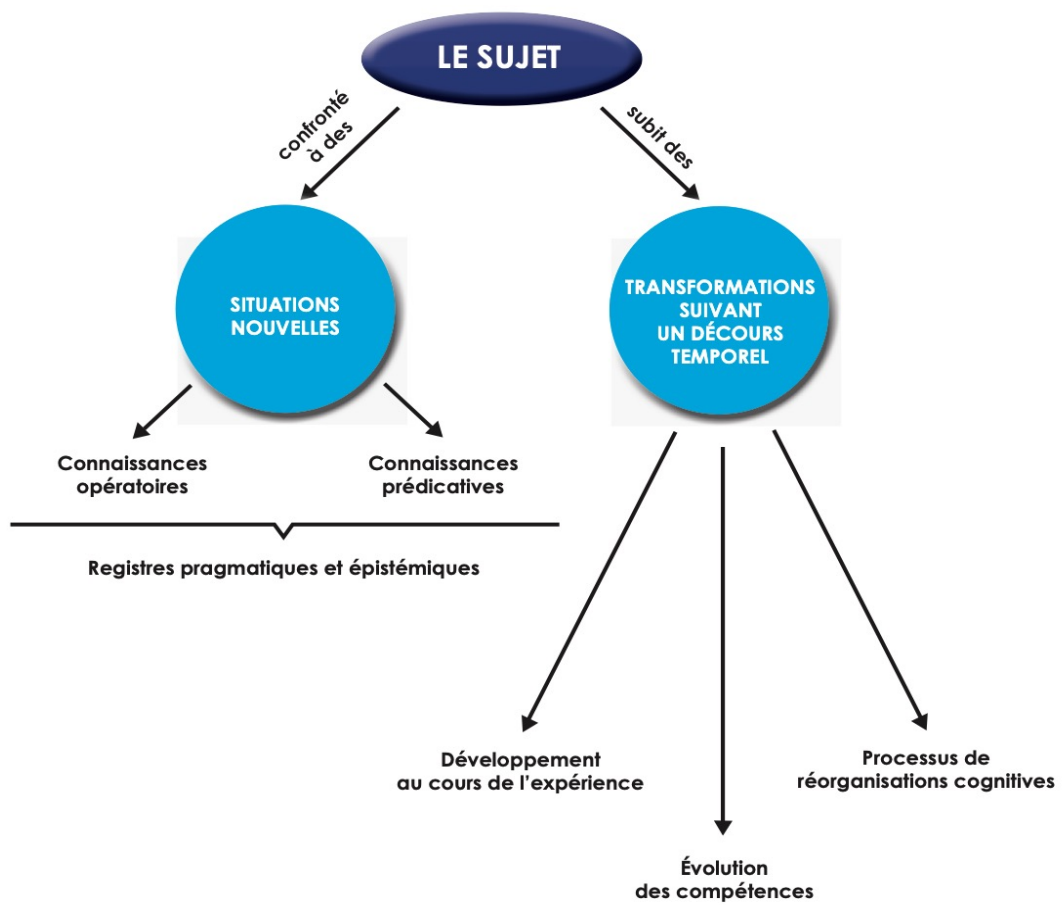 LE SUJET
confronté
à des
subit des
SITUATIONS
NOUVELLES
TRANSFORMATIONS
SUIVANT
UN DÉCOURS
TEMPOREL
Connaissances
opératoires
Connaissances
prédicatives
Registres pragmatiques et épistémiques
Développement
au cours de l'expérience
Processus de
réorganisations cognitives
Évolution
des compétences